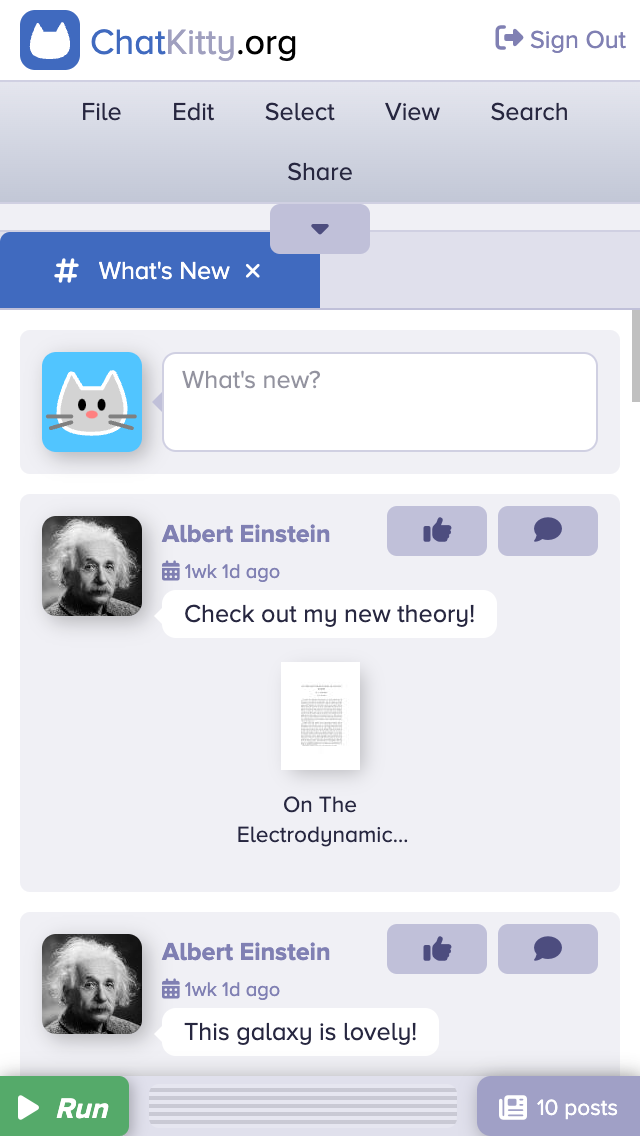 ChatKitty.org
Sign Out
File Edit Select View Search
Share
# What's New ×
What's new?
Albert Einstein
1wk 1d ago
Check out my new theory!
On The
Electrodynamic...
Albert Einstein
1wk 1d ago
This galaxy is lovely!
Run
10 posts